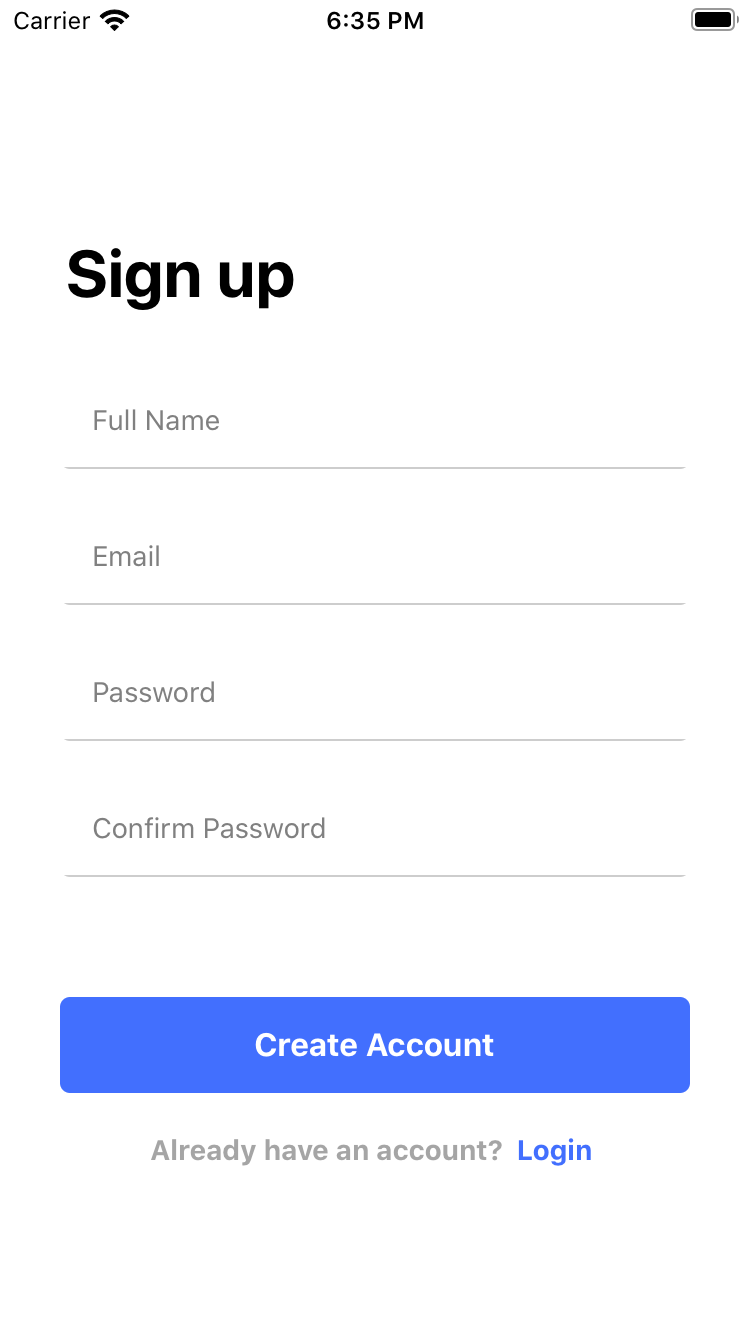 Carrier 6:35 PM
Sign up
Full Name
Email
Password
Confirm Password
Create Account
Already have an account? Login